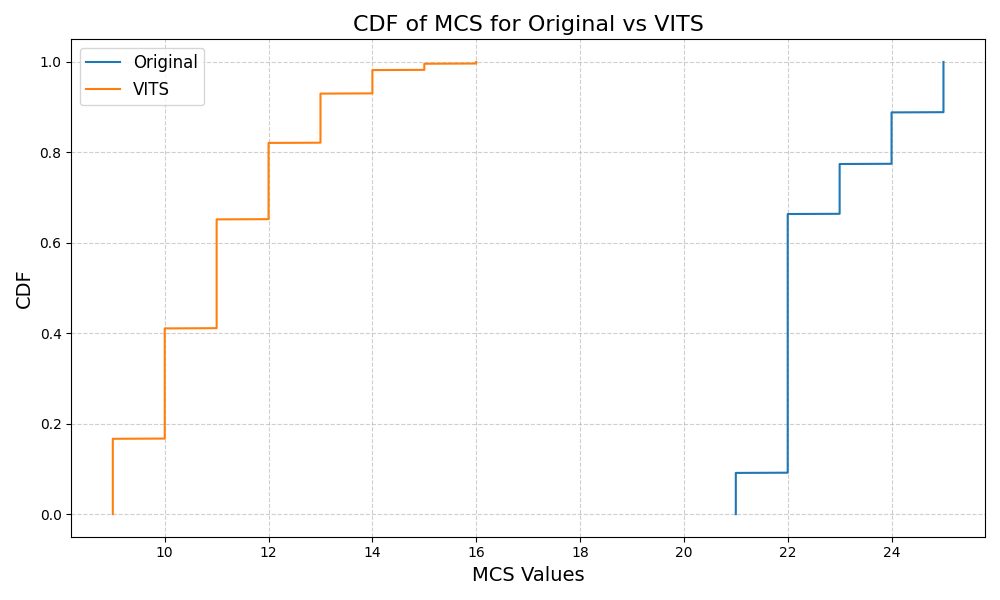 CDF of MCS for Original vs VITS
Original
VITS
1.0
0.8
0.6
0.4
0.2
0.0
CDF
10 12 14 16 18 20 22 24
MCS Values